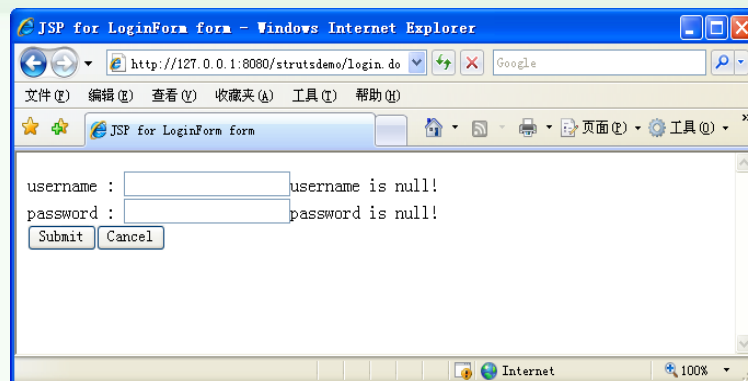 JSP for LoginForm form - Windows Internet Explorer
http://127.0.0.1:8080/strutsdemo/login.do
Google
文件(F) 编辑(E) 查看(V) 收藏夹(A) 工具(T) 帮助(H)
JSP for LoginForm form
页面(P) 工具(O) »
username : username is null!
password : password is null!
Submit Cancel
Internet 100%